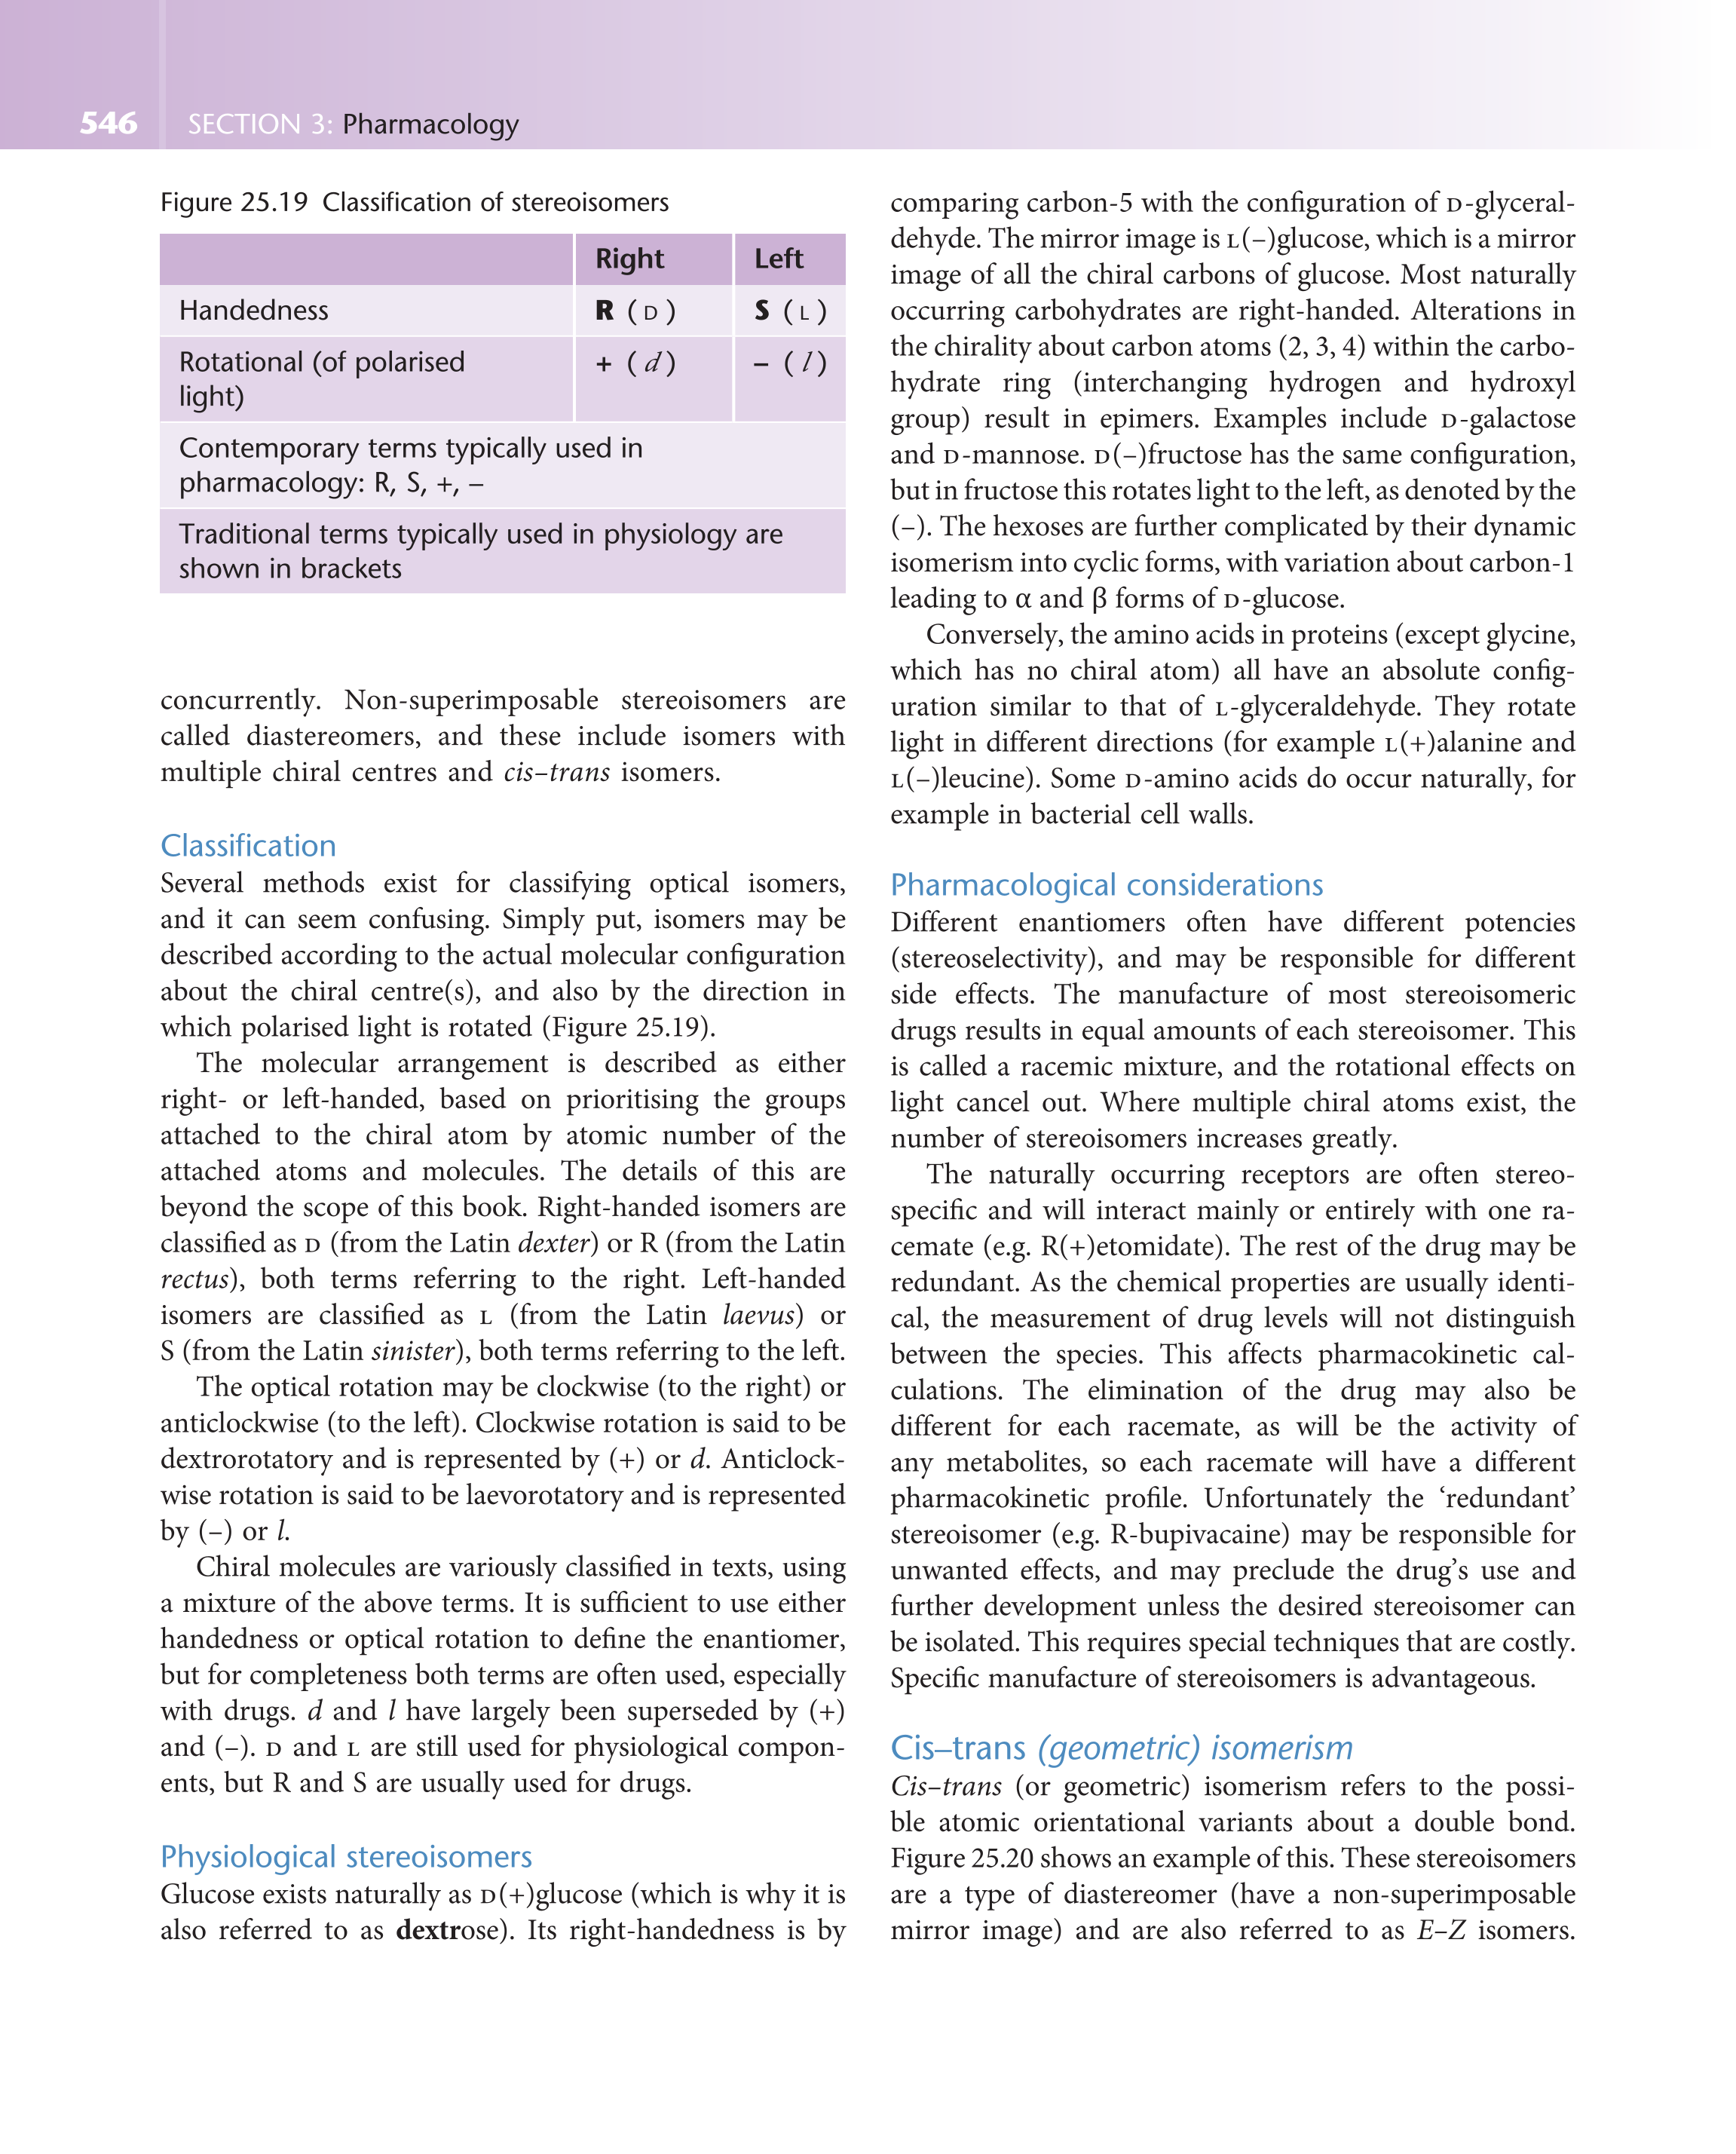 546 SECTION 3: Pharmacology
Figure 25.19 Classification of stereoisomers
Right Left
Handedness R (D) S (L)
Rotational (of polarised + (d) – (l)
light)
Contemporary terms typically used in
pharmacology: R, S, +, –
Traditional terms typically used in physiology are
shown in brackets
concurrently. Non-superimposable stereoisomers are
called diastereomers, and these include isomers with
multiple chiral centres and cis–trans isomers.
Classification
Several methods exist for classifying optical isomers,
and it can seem confusing. Simply put, isomers may be
described according to the actual molecular configuration
about the chiral centre(s), and also by the direction in
which polarised light is rotated (Figure 25.19).
The molecular arrangement is described as either
right- or left-handed, based on prioritising the groups
attached to the chiral atom by atomic number of the
attached atoms and molecules. The details of this are
beyond the scope of this book. Right-handed isomers are
classified as D (from the Latin dexter) or R (from the Latin
rectus), both terms referring to the right. Left-handed
isomers are classified as L (from the Latin laevus) or
S (from the Latin sinister), both terms referring to the left.
The optical rotation may be clockwise (to the right) or
anticlockwise (to the left). Clockwise rotation is said to be
dextrorotatory and is represented by (+) or d. Anticlock-
wise rotation is said to be laevorotatory and is represented
by (–) or l.
Chiral molecules are variously classified in texts, using
a mixture of the above terms. It is sufficient to use either
handedness or optical rotation to define the enantiomer,
but for completeness both terms are often used, especially
with drugs. d and l have largely been superseded by (+)
and (–). D and L are still used for physiological compon-
ents, but R and S are usually used for drugs.
Physiological stereoisomers
Glucose exists naturally as D(+)glucose (which is why it is
also referred to as dextrose). Its right-handedness is by
comparing carbon-5 with the configuration of D-glyceral-
dehyde. The mirror image is L(–)glucose, which is a mirror
image of all the chiral carbons of glucose. Most naturally
occurring carbohydrates are right-handed. Alterations in
the chirality about carbon atoms (2, 3, 4) within the carbo-
hydrate ring (interchanging hydrogen and hydroxyl
group) result in epimers. Examples include D-galactose
and D-mannose. D(–)fructose has the same configuration,
but in fructose this rotates light to the left, as denoted by the
(–). The hexoses are further complicated by their dynamic
isomerism into cyclic forms, with variation about carbon-1
leading to α and β forms of D-glucose.
Conversely, the amino acids in proteins (except glycine,
which has no chiral atom) all have an absolute config-
uration similar to that of L-glyceraldehyde. They rotate
light in different directions (for example L(+)alanine and
L(–)leucine). Some D-amino acids do occur naturally, for
example in bacterial cell walls.
Pharmacological considerations
Different enantiomers often have different potencies
(stereoselectivity), and may be responsible for different
side effects. The manufacture of most stereoisomeric
drugs results in equal amounts of each stereoisomer. This
is called a racemic mixture, and the rotational effects on
light cancel out. Where multiple chiral atoms exist, the
number of stereoisomers increases greatly.
The naturally occurring receptors are often stereo-
specific and will interact mainly or entirely with one ra-
cemate (e.g. R(+)etomidate). The rest of the drug may be
redundant. As the chemical properties are usually identi-
cal, the measurement of drug levels will not distinguish
between the species. This affects pharmacokinetic cal-
culations. The elimination of the drug may also be
different for each racemate, as will be the activity of
any metabolites, so each racemate will have a different
pharmacokinetic profile. Unfortunately the ‘redundant’
stereoisomer (e.g. R-bupivacaine) may be responsible for
unwanted effects, and may preclude the drug’s use and
further development unless the desired stereoisomer can
be isolated. This requires special techniques that are costly.
Specific manufacture of stereoisomers is advantageous.
Cis–trans (geometric) isomerism
Cis–trans (or geometric) isomerism refers to the possi-
ble atomic orientational variants about a double bond.
Figure 25.20 shows an example of this. These stereoisomers
are a type of diastereomer (have a non-superimposable
mirror image) and are also referred to as E–Z isomers.